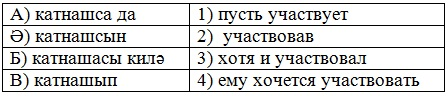 А) катнашса да 1) пусть участвует
Ә) катнашсын 2) участвовав
Б) катнашасы килә 3) хотя и участвовал
В) катнашып 4) ему хочется участвовать